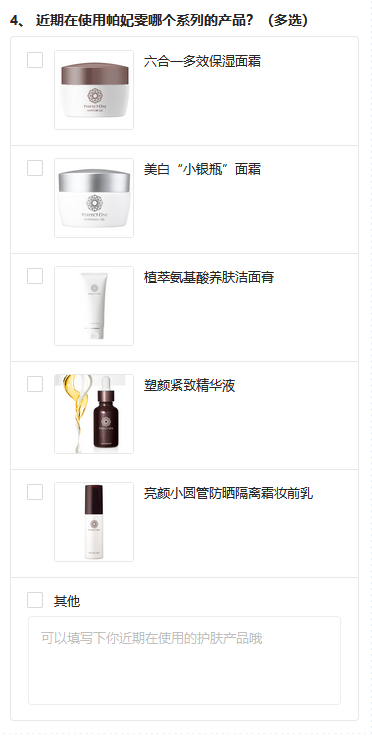 4、 近期在使用帕妃雯哪个系列的产品？（多选）
六合一多效保湿面霜
PERFECT ONE
美白“小银瓶”面霜
PERFECT ONE
植萃氨基酸养肤洁面膏
塑颜紧致精华液
亮颜小圆管防晒隔离霜妆前乳
其他
可以填写下你近期在使用的护肤产品哦